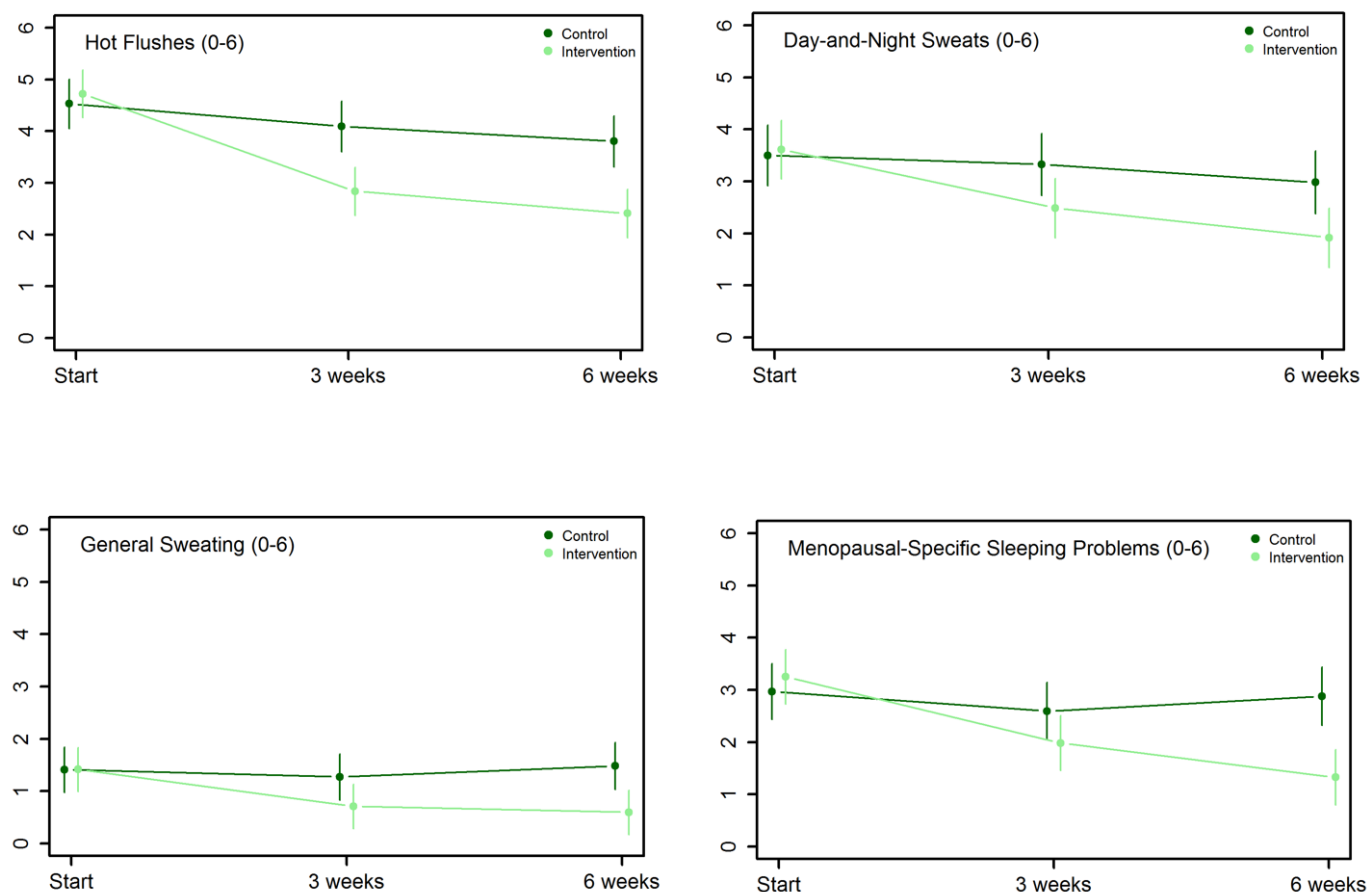 Hot Flushes (0-6)
Control
Intervention
6
5
4
3
2
1
0
Start
3 weeks
6 weeks
Day-and-Night Sweats (0-6)
Control
Intervention
6
5
4
3
2
1
0
Start
3 weeks
6 weeks
General Sweating (0-6)
Control
Intervention
6
5
4
3
2
1
0
Start
3 weeks
6 weeks
Menopausal-Specific Sleeping Problems (0-6)
Control
Intervention
6
5
4
3
2
1
0
Start
3 weeks
6 weeks